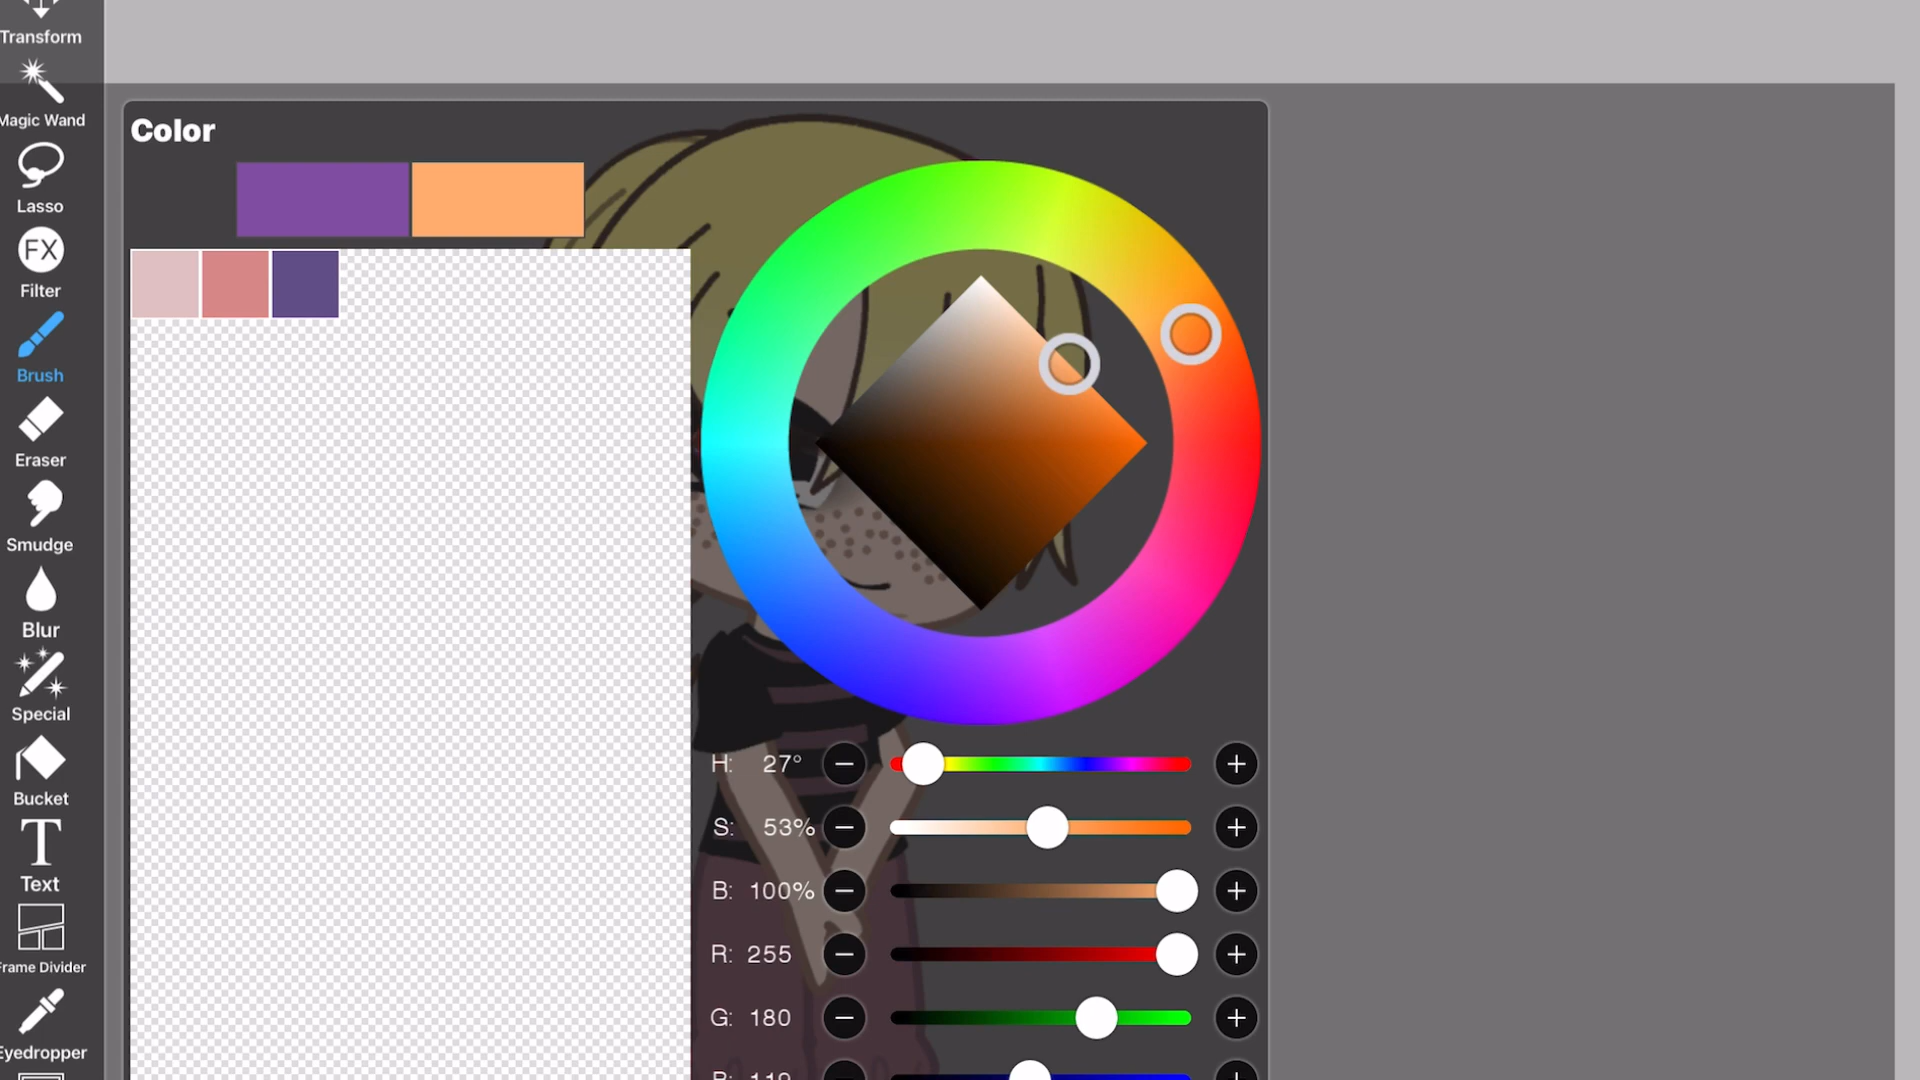 Transform
Magic Wand
Color
Lasso
FX
Filter
Brush
Eraser
Smudge
Blur
Special
H: 27°
Bucket
S: 53%
T
Text
B: 100%
R: 255
Frame Divider
G: 180
Eyedropper
B: 119